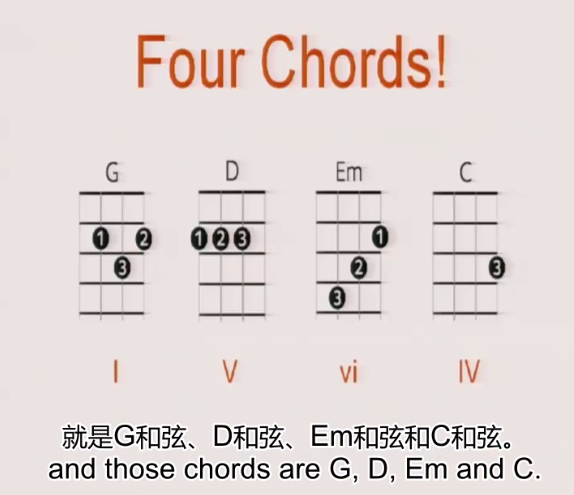 Four Chords!
G D Em C
1 2 3 1 2 3 1 2 3 3
I V vi IV
就是G和弦、D和弦、Em和弦和C和弦。
and those chords are G, D, Em and C.